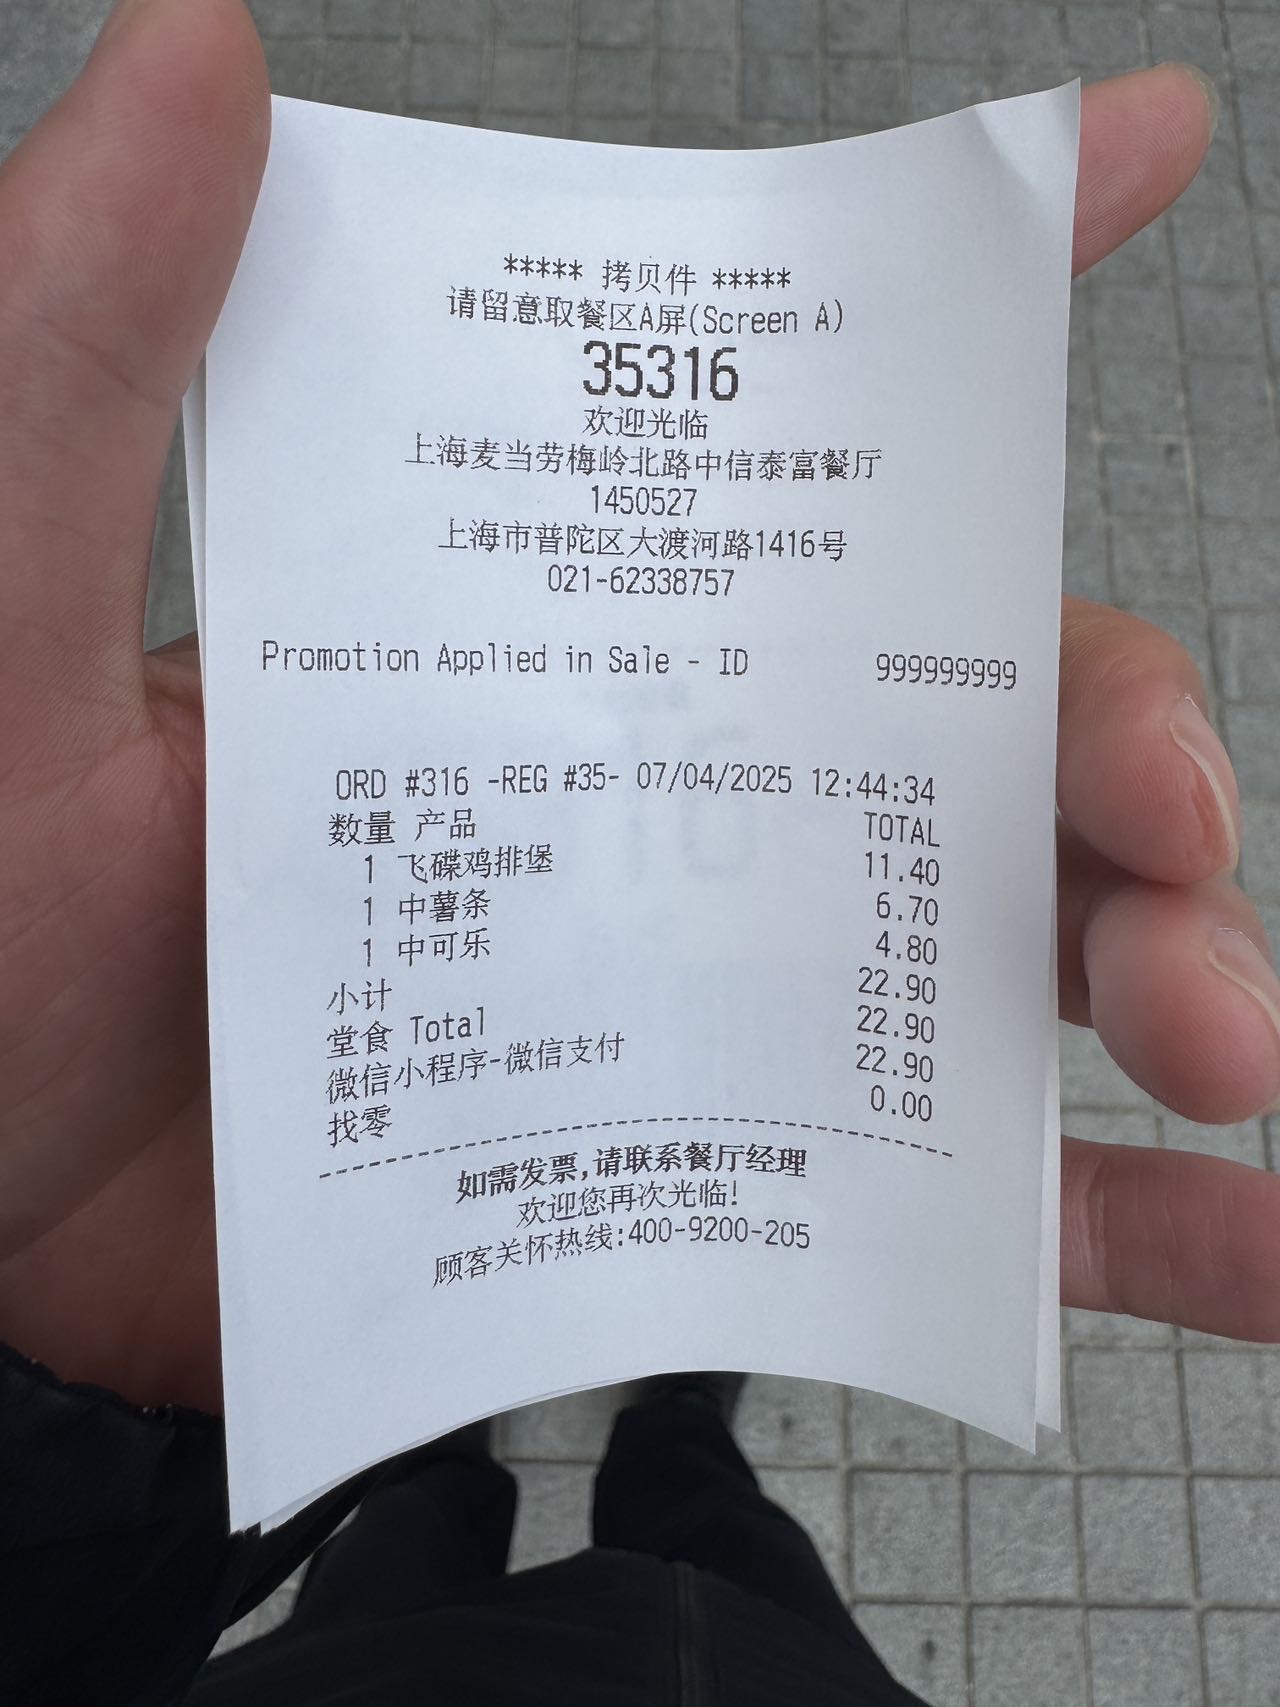 ***** 拷贝件 *****
请留意取餐区A屏(Screen A)
35316
欢迎光临
上海麦当劳梅岭北路中信泰富餐厅
1450527
上海市普陀区大渡河路1416号
021-62338757
Promotion Applied in Sale - ID 999999999
ORD #316 -REG #35- 07/04/2025 12:44:34
数量 产品 TOTAL
1 飞碟鸡排堡 11.40
1 中薯条 6.70
1 中可乐 4.80
小计 22.90
堂食 Total 22.90
微信小程序-微信支付 22.90
找零 0.00
如需发票,请联系餐厅经理
欢迎您再次光临!
顾客关怀热线:400-9200-205